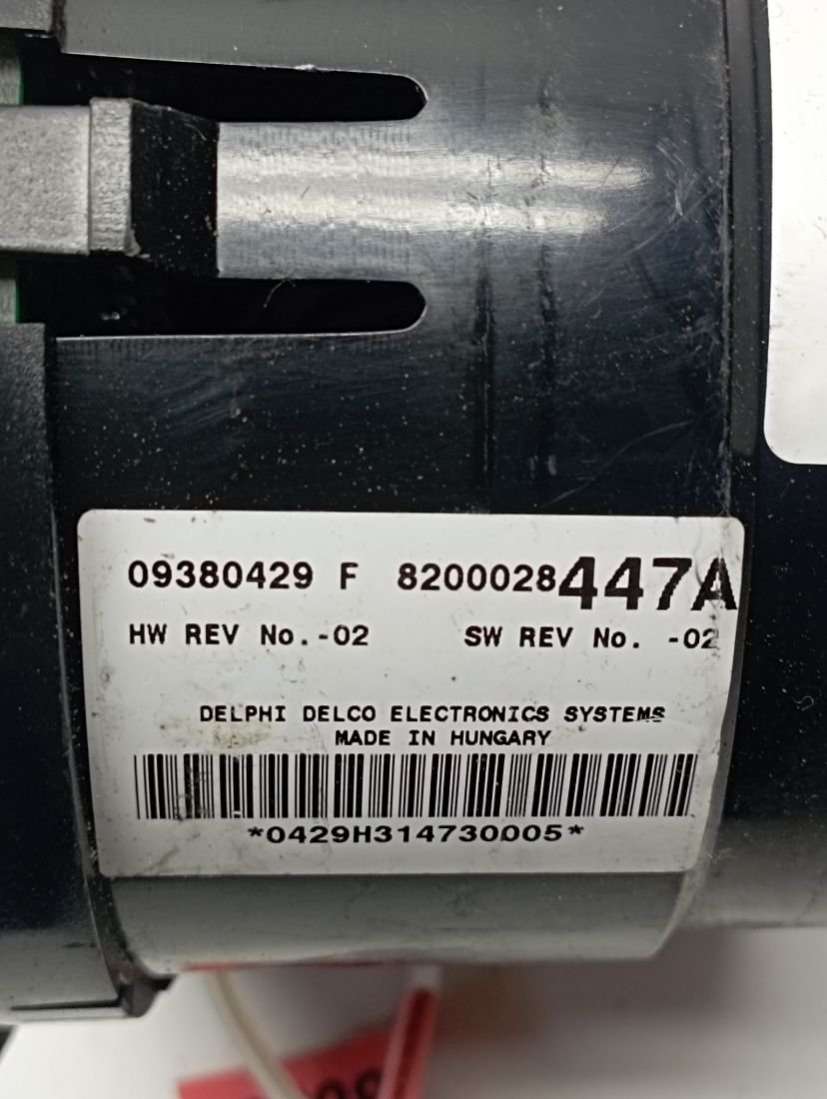 09380429 F 8200028447A
HW REV No.-02 SW REV No. -02
DELPHI DELCO ELECTRONICS SYSTEMS
MADE IN HUNGARY
*0429H314730005*